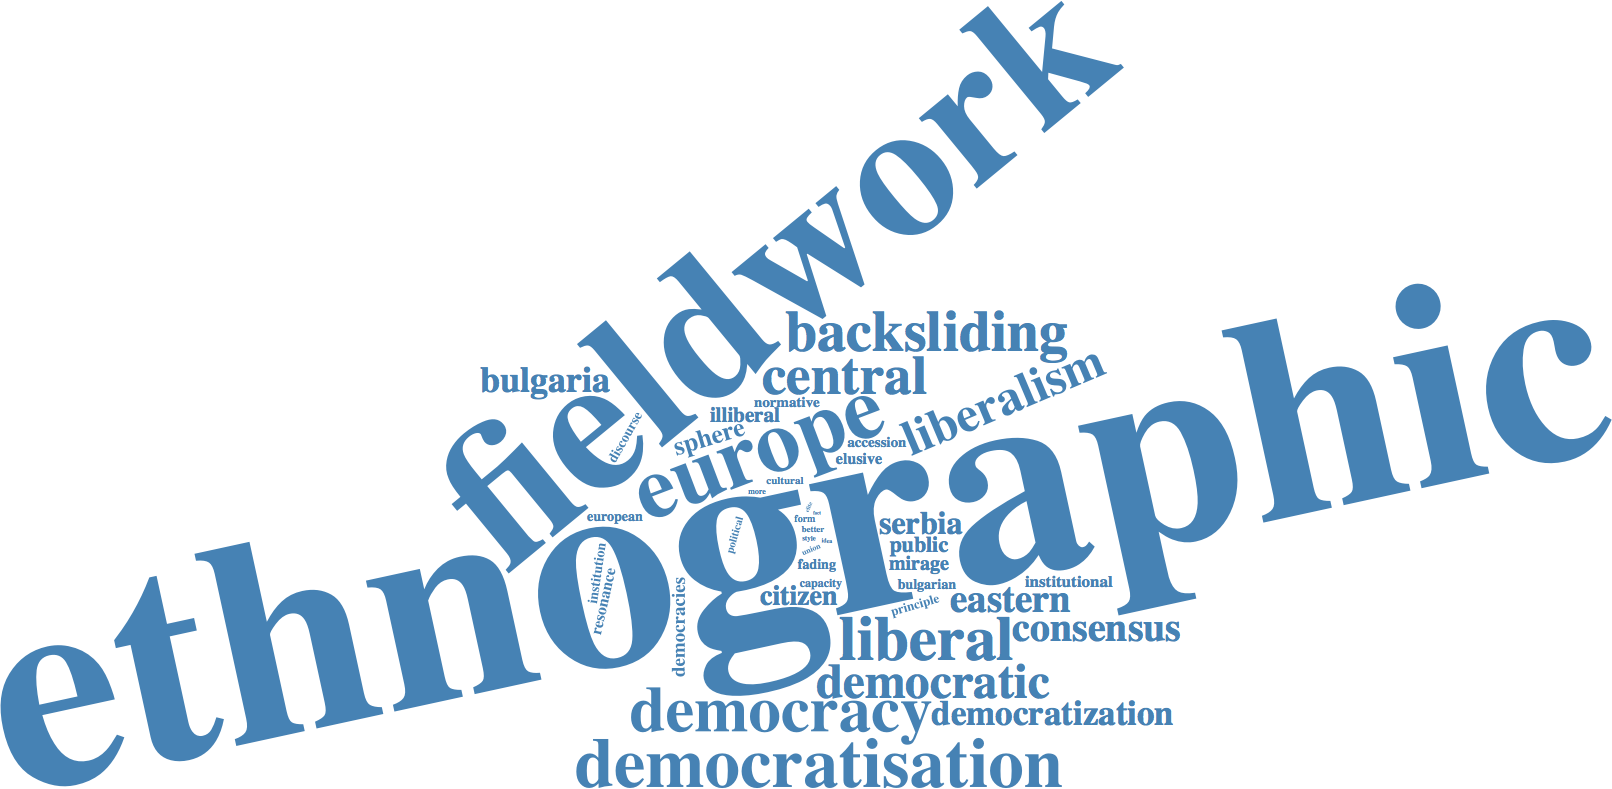 fieldwork
backsliding
bulgaria
central
liberalism
normative
illiberal
discourse
sphere
europe
accession
elusive
ethnographic
cultural
more
european
political
form
better
style
idea
union
serbia
public
mirage
fading
institution
resonance
capacity
citizen
bulgarian
institutional
principle
eastern
democracies
liberal
consensus
democratic
democracy
democratization
democratisation